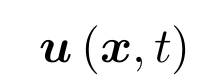 𝒖 (𝒙, 𝑡)